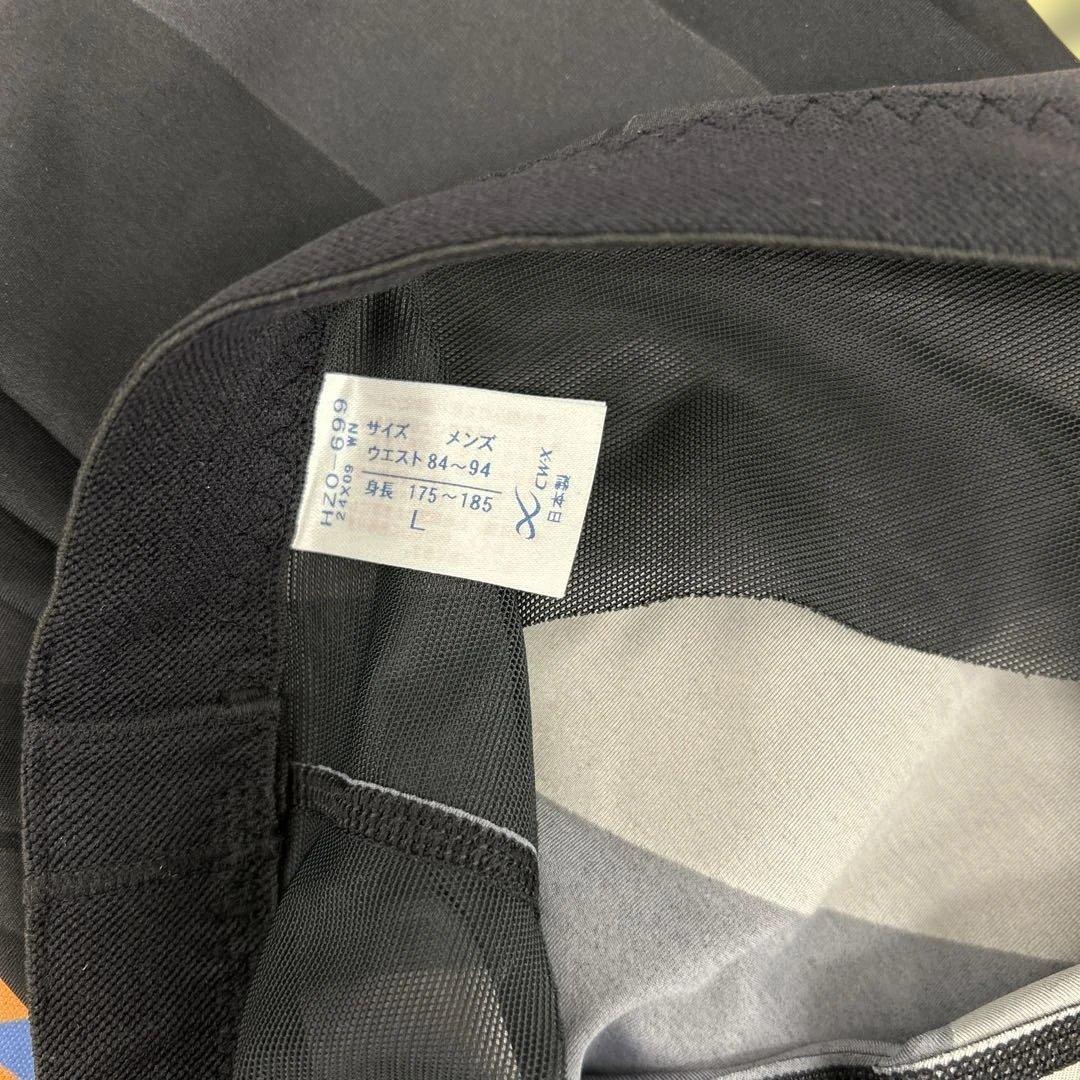 サイズ メンズ
ウエスト 84～94
身長 175～185
L
HZO-699
24X09 WN
CW-X
日本製